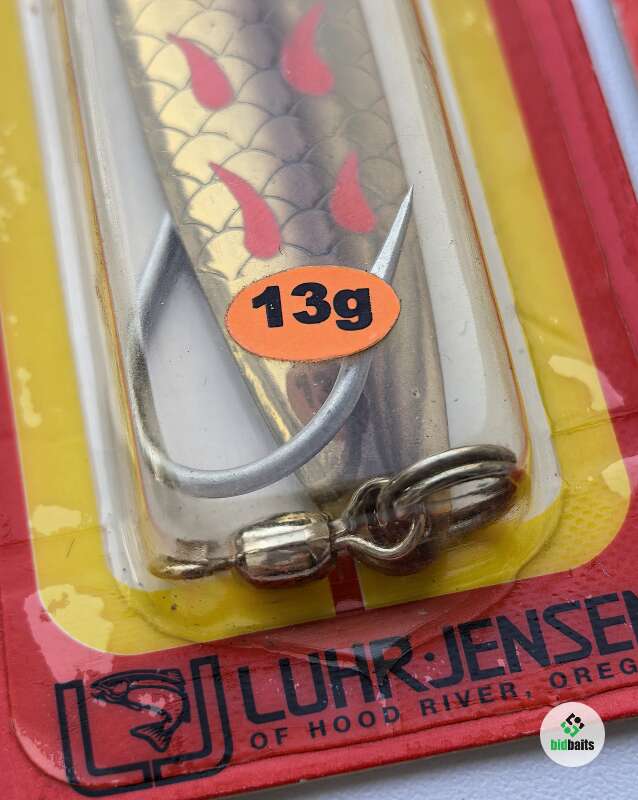 13g
LUHR·JENSEN
OF HOOD RIVER, OREG
bidbaits